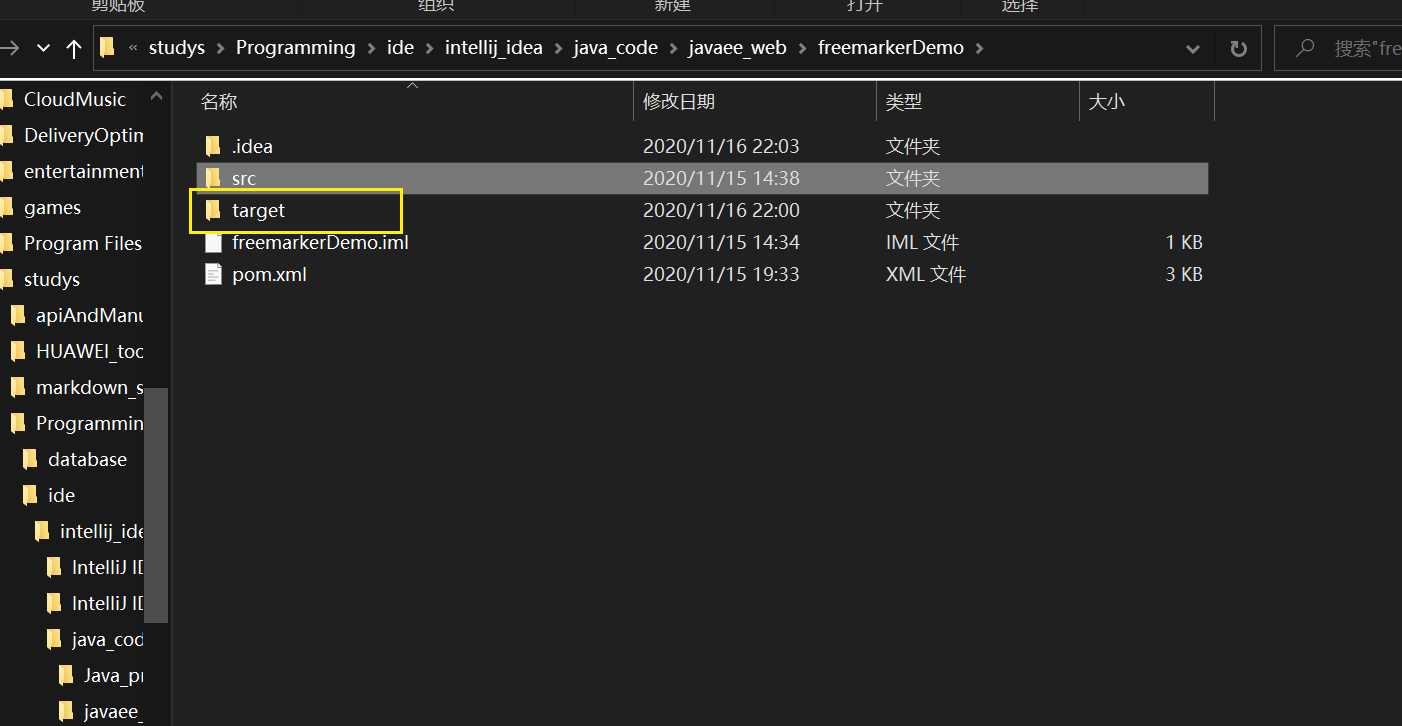 剪贴板 组织 新建 打开 选择
« studys > Programming > ide > intellij_idea > java_code > javaee_web > freemarkerDemo > 搜索"fre
CloudMusic
DeliveryOptim
entertainment
games
Program Files
studys
apiAndManu
HUAWEI_too
markdown_s
Programmin
database
ide
intellij_ide
IntelliJ ID
IntelliJ ID
java_cod
Java_pr
javaee_
名称 修改日期 类型 大小
.idea 2020/11/16 22:03 文件夹
src 2020/11/15 14:38 文件夹
target 2020/11/16 22:00 文件夹
freemarkerDemo.iml 2020/11/15 14:34 IML 文件 1 KB
pom.xml 2020/11/15 19:33 XML 文件 3 KB